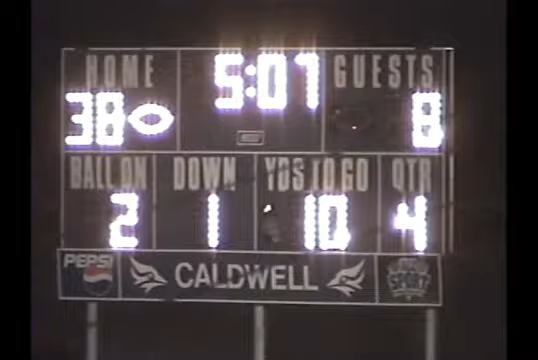 HOME 5:07 GUESTS
38 8
BALL ON DOWN YDS TO GO QTR
2 1 10 4
PEPSI CALDWELL SPORT